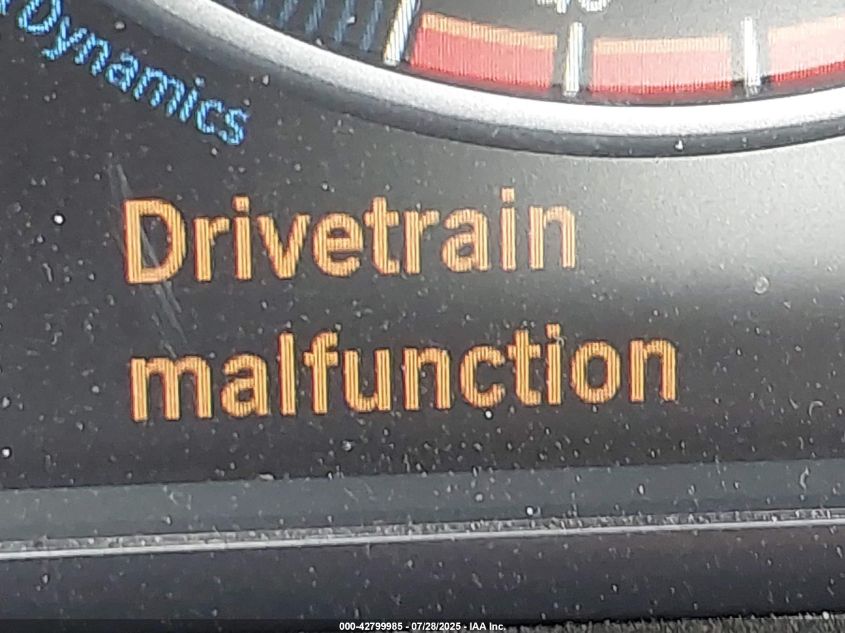 Dynamics
Drivetrain
malfunction
000-42799985 - 07/28/2025 - IAA Inc.